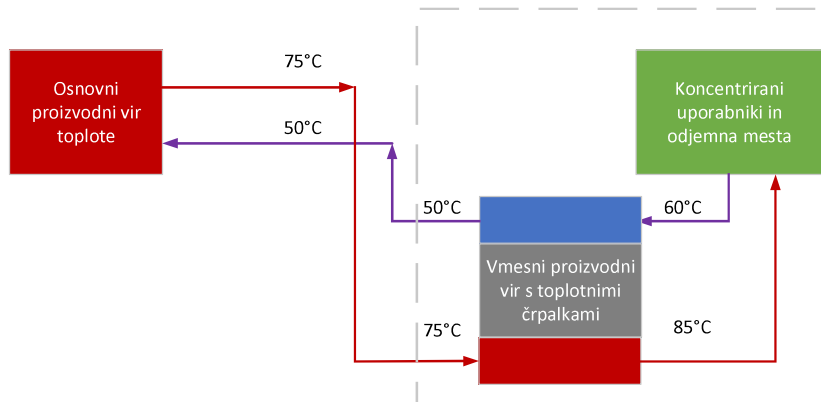 75°C
Osnovni
proizvodni vir
toplote
50°C
Koncentrirani
uporabniki in
odjemna mesta
50°C
60°C
Vmesni proizvodni
vir s toplotnimi
črpalkami
75°C
85°C